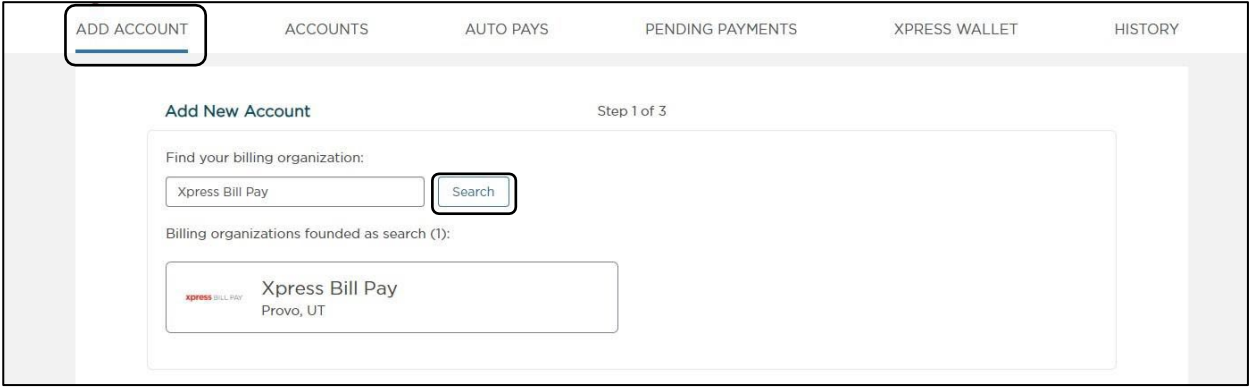 ADD ACCOUNT ACCOUNTS AUTO PAYS PENDING PAYMENTS XPRESS WALLET HISTORY
Add New Account Step 1 of 3
Find your billing organization:
Xpress Bill Pay Search
Billing organizations founded as search (1):
xpress BILL PAY
Xpress Bill Pay
Provo, UT